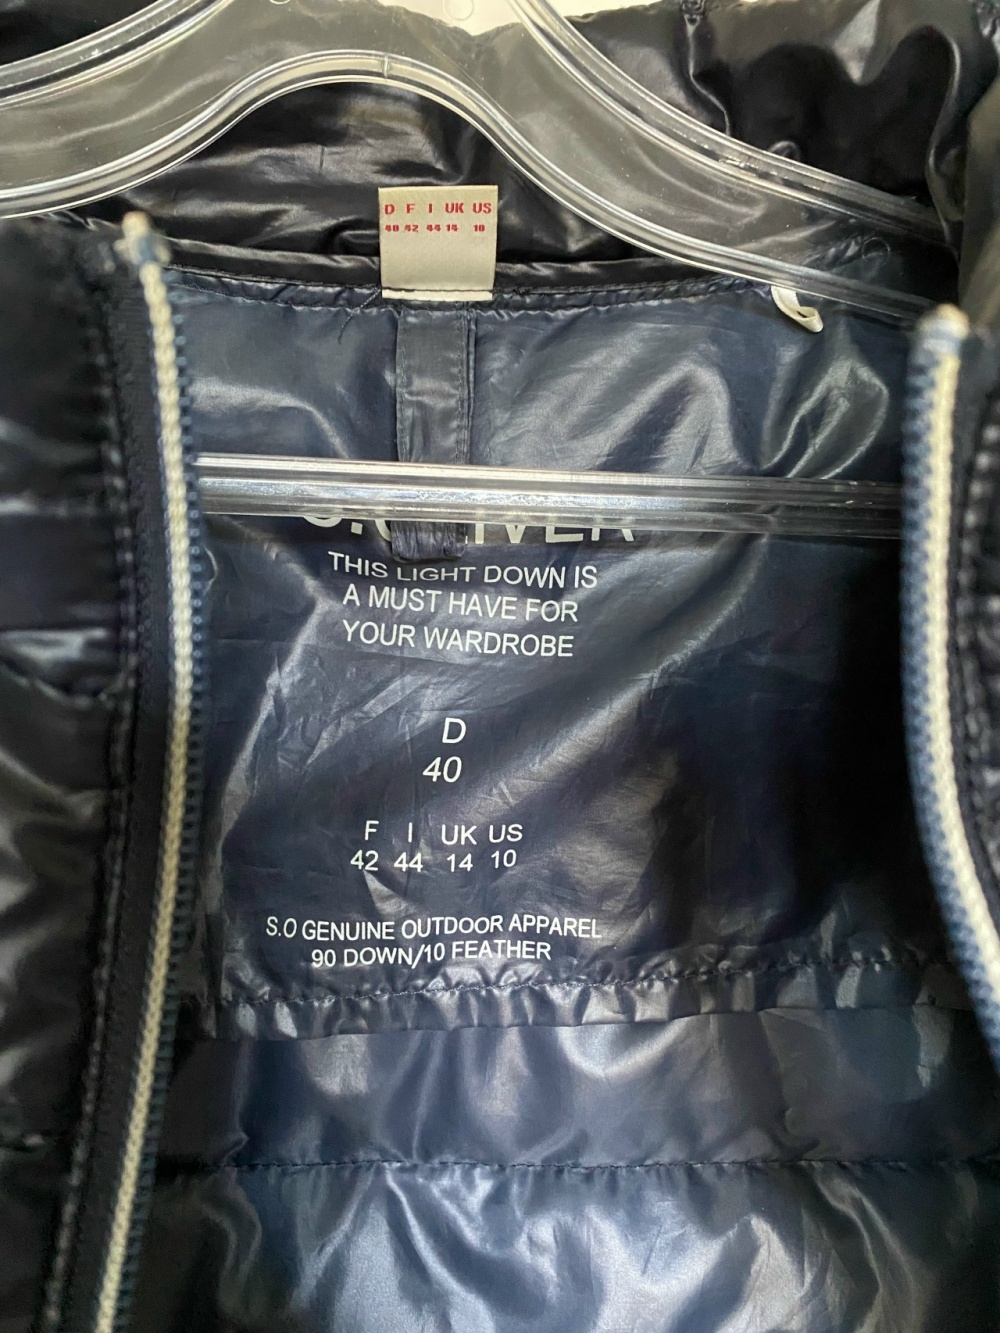 D F I UK US
40 42 44 14 10
S.OLIVER
THIS LIGHT DOWN IS
A MUST HAVE FOR
YOUR WARDROBE
D
40
F I UK US
42 44 14 10
S.O GENUINE OUTDOOR APPAREL
90 DOWN/10 FEATHER